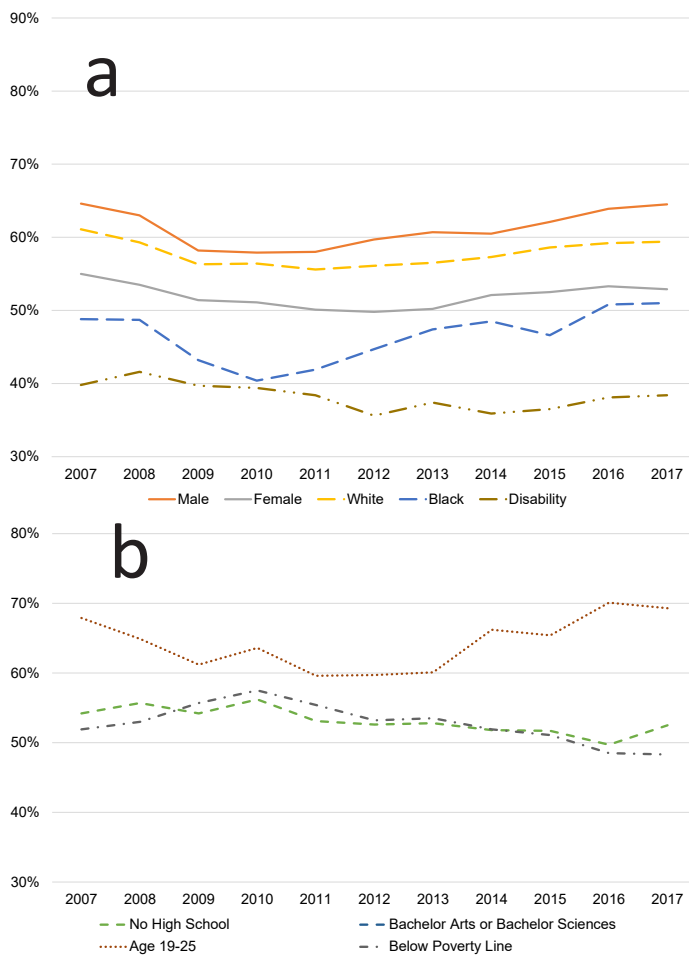 90%
a
80%
70%
60%
50%
40%
30%
2007 2008 2009 2010 2011 2012 2013 2014 2015 2016 2017
Male Female White Black Disability
80%
b
70%
60%
50%
40%
30%
2007 2008 2009 2010 2011 2012 2013 2014 2015 2016 2017
No High School Bachelor Arts or Bachelor Sciences
Age 19-25 Below Poverty Line